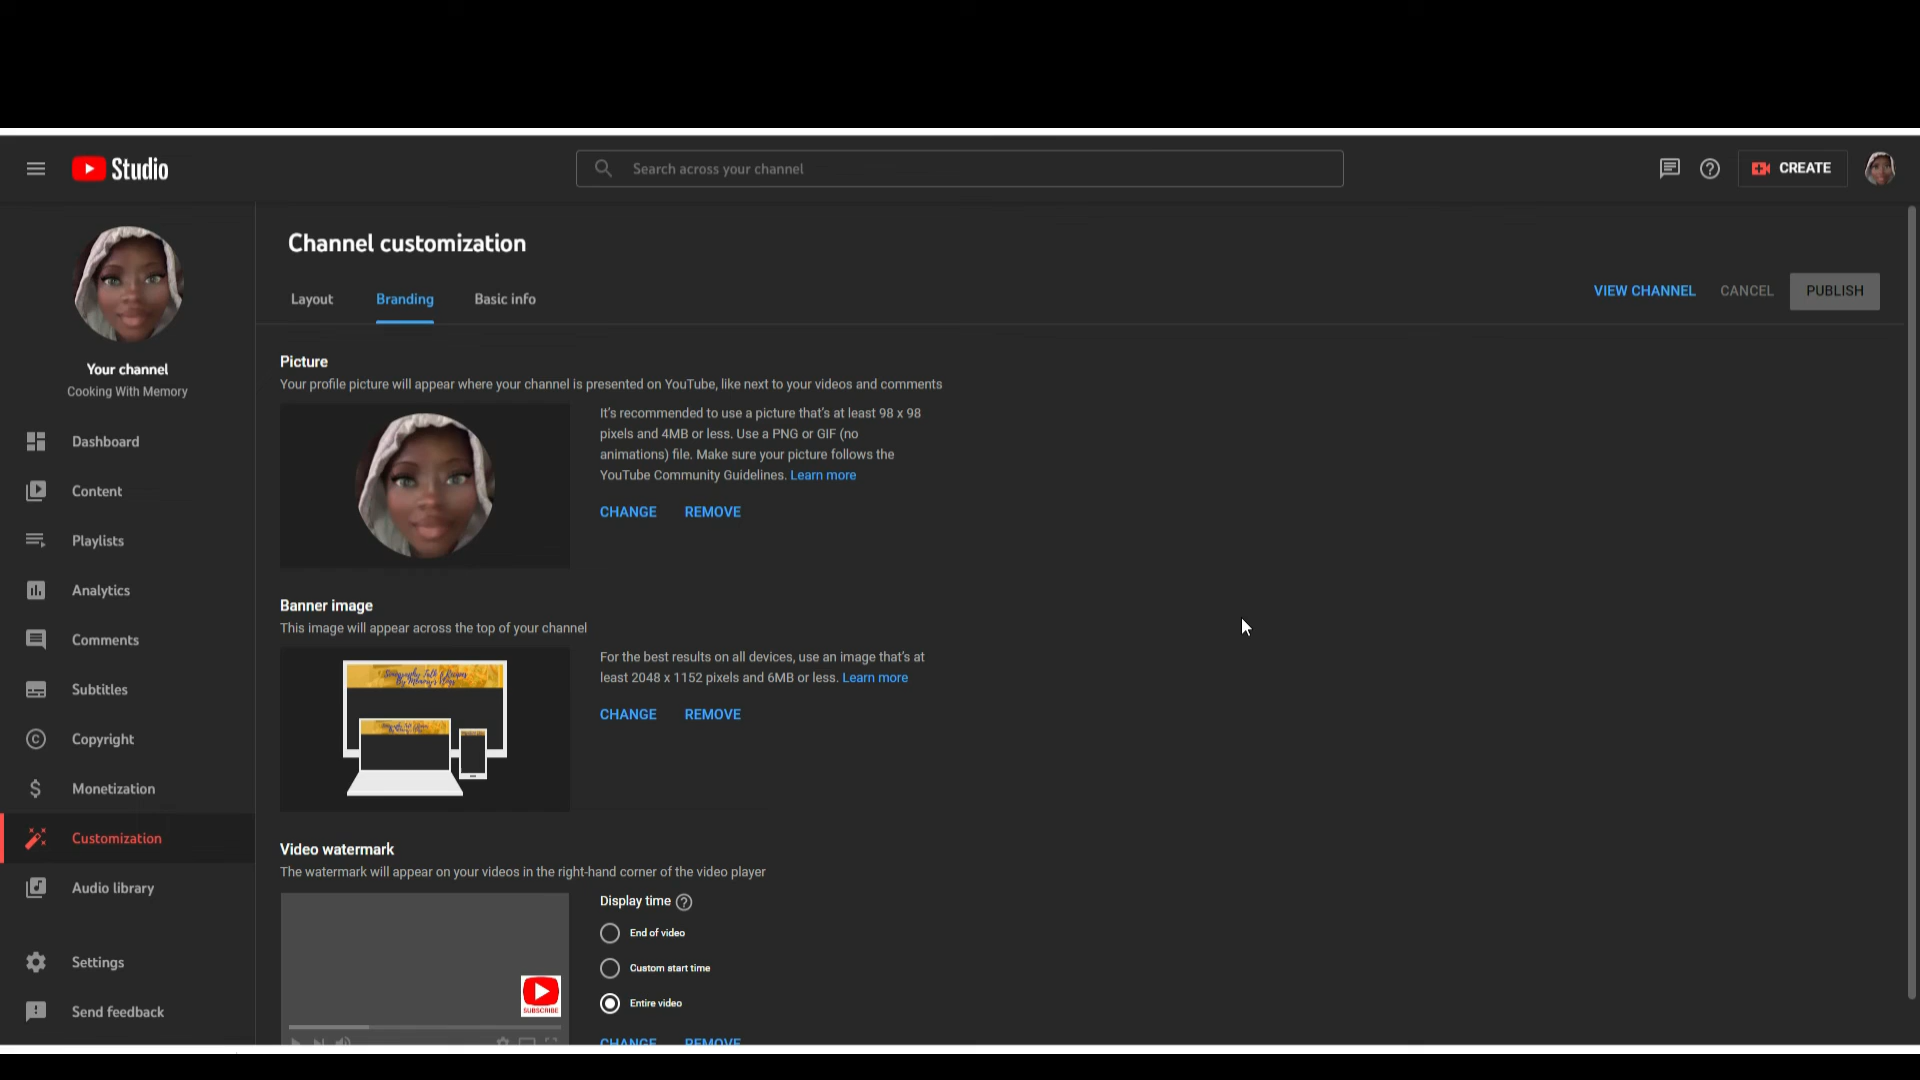 Studio
Search across your channel
CREATE
Your channel
Cooking With Memory
Dashboard
Content
Playlists
Analytics
Comments
Subtitles
Copyright
Monetization
Customization
Audio library
Settings
Send feedback
Channel customization
Layout
Branding
Basic info
VIEW CHANNEL
CANCEL
PUBLISH
Picture
Your profile picture will appear where your channel is presented on YouTube, like next to your videos and comments
It's recommended to use a picture that's at least 98 x 98
pixels and 4MB or less. Use a PNG or GIF (no
animations) file. Make sure your picture follows the
YouTube Community Guidelines. Learn more
CHANGE
REMOVE
Banner image
This image will appear across the top of your channel
For the best results on all devices, use an image that's at
least 2048 x 1152 pixels and 6MB or less. Learn more
CHANGE
REMOVE
Video watermark
The watermark will appear on your videos in the right-hand corner of the video player
SUBSCRIBE
Display time
End of video
Custom start time
Entire video
CHANGE
REMOVE